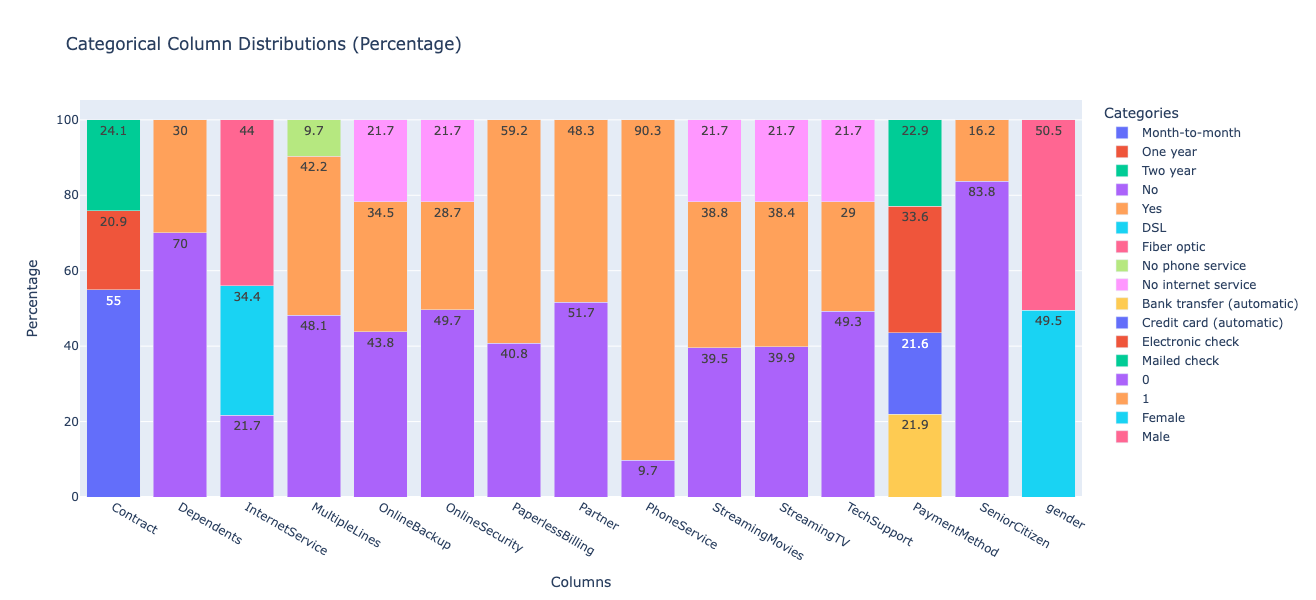 Categorical Column Distributions (Percentage)
Categories
Month-to-month
One year
Two year
No
Yes
DSL
Fiber optic
No phone service
No internet service
Bank transfer (automatic)
Credit card (automatic)
Electronic check
Mailed check
0
1
Female
Male
Percentage
100
80
60
40
20
0
24.1
20.9
55
30
70
44
34.4
21.7
9.7
42.2
48.1
21.7
34.5
43.8
21.7
28.7
49.7
59.2
40.8
48.3
51.7
90.3
9.7
21.7
38.8
39.5
21.7
38.4
39.9
21.7
29
49.3
22.9
33.6
21.6
21.9
16.2
83.8
50.5
49.5
Contract
Dependents
InternetService
MultipleLines
OnlineBackup
OnlineSecurity
PaperlessBilling
Partner
PhoneService
StreamingMovies
StreamingTV
TechSupport
PaymentMethod
SeniorCitizen
gender
Columns